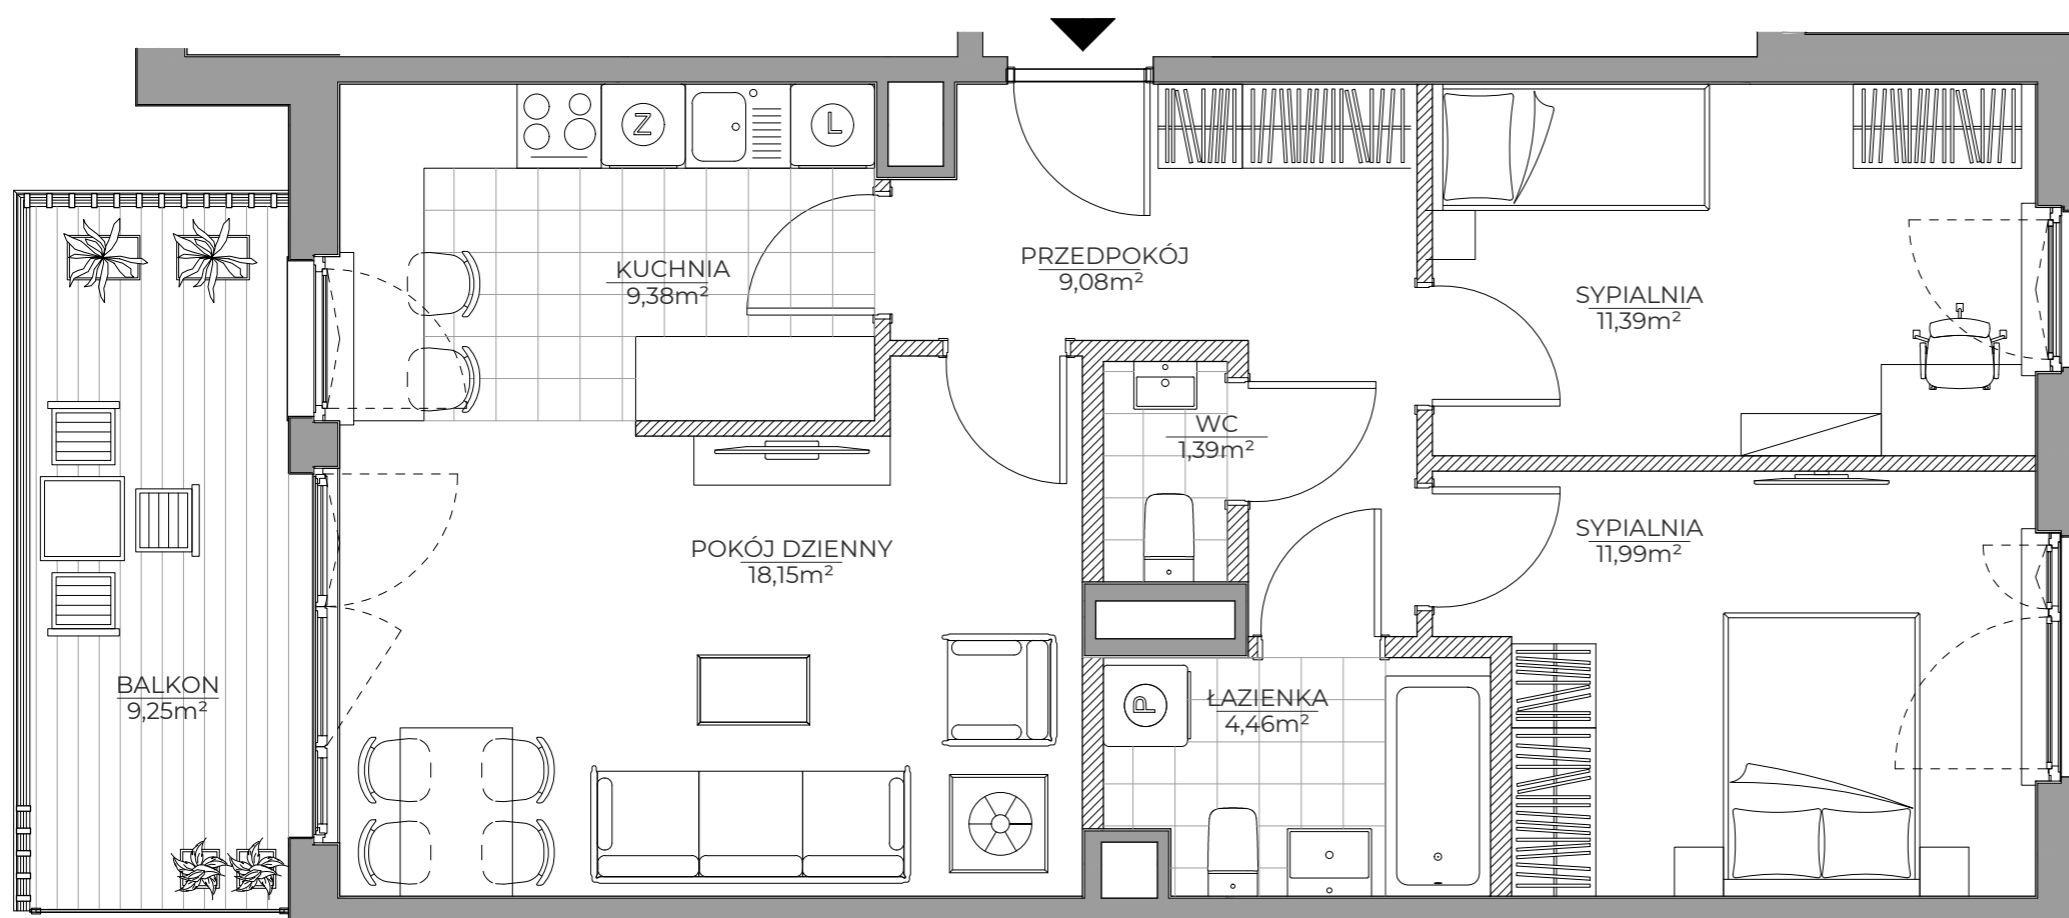 Z
L
KUCHNIA
9,38m²
PRZEDPOKÓJ
9,08m²
SYPIALNIA
11,39m²
WC
1,39m²
POKÓJ DZIENNY
18,15m²
SYPIALNIA
11,99m²
BALKON
9,25m²
P
ŁAZIENKA
4,46m²